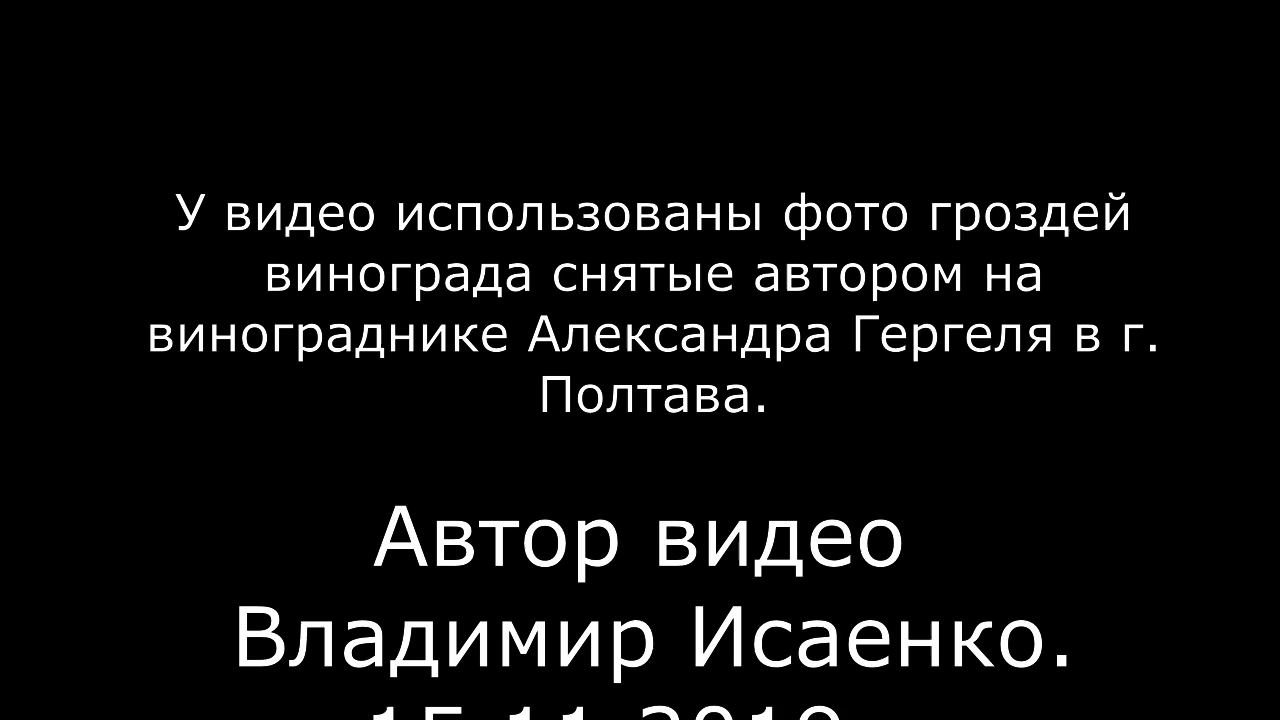 У видео использованы фото гроздей
винограда снятые автором на
винограднике Александра Гергеля в г.
Полтава.
Автор видео
Владимир Исаенко.